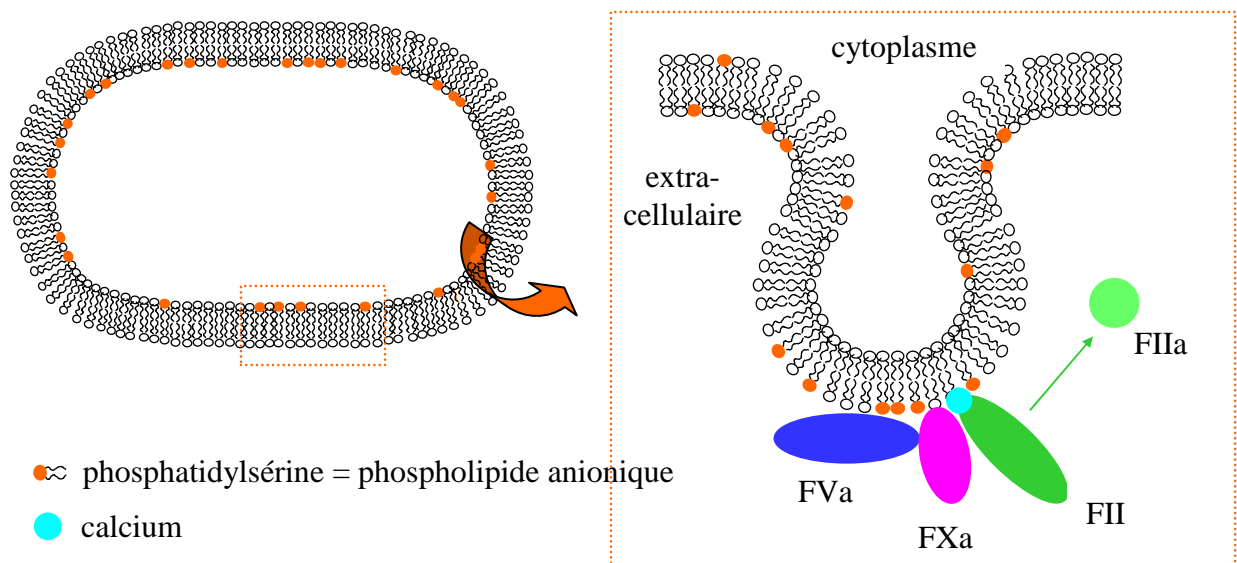 cytoplasme
extra-
cellulaire
FIIa
phosphatidylsérine = phospholipide anionique
calcium
FVa
FXa
FII